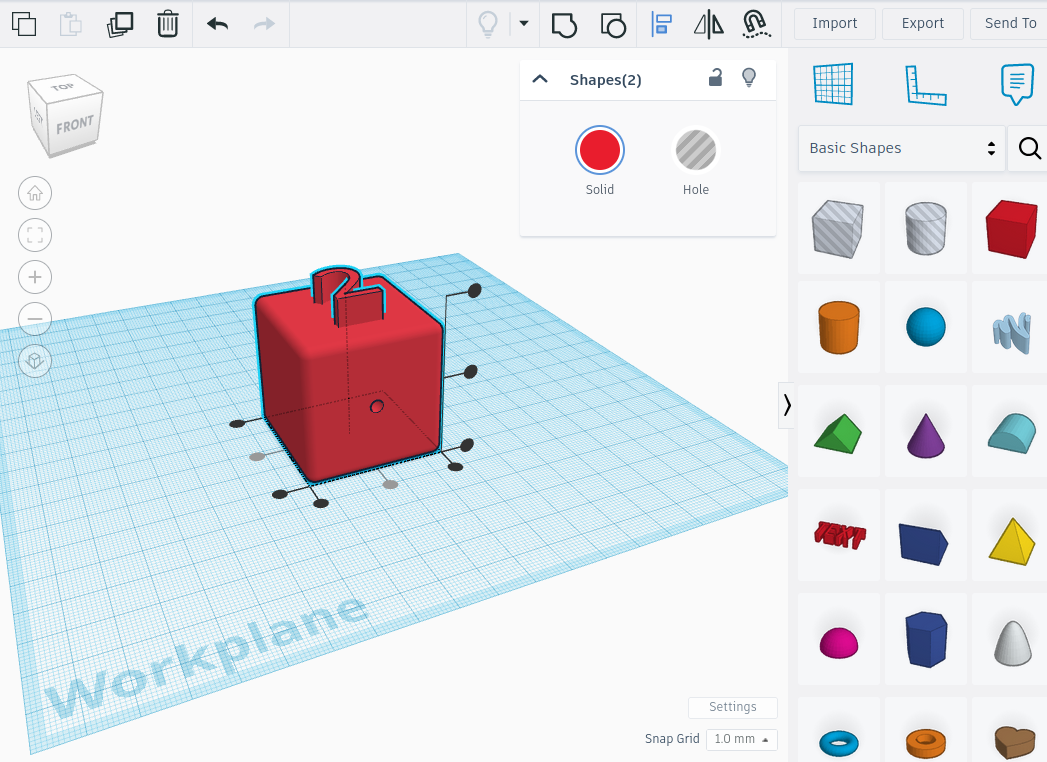 Import
Export
Send To
TOP
FRONT
Shapes(2)
Solid
Hole
Basic Shapes
2
TEXT
Workplane
Settings
Snap Grid
1.0 mm